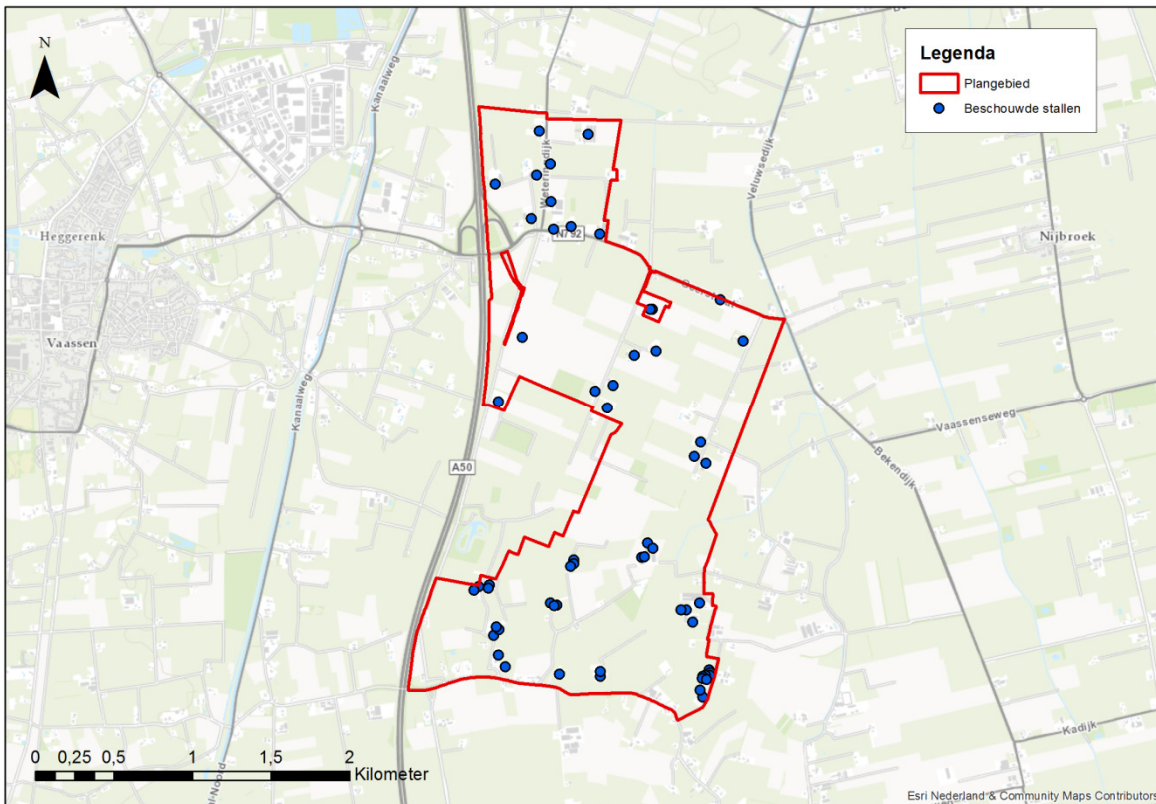 N
Legenda
Plangebied
Beschouwde stallen
Kanaalweg
Weteringdijk
Veluwsedijk
Heggerenk
N792
Nijbroek
Vaassen
Kanaalweg
Vaassenseweg
A50
Bekendijk
Kadijk
0 0,25 0,5 1 1,5 2
Kilometer
Esri Nederland & Community Maps Contributors